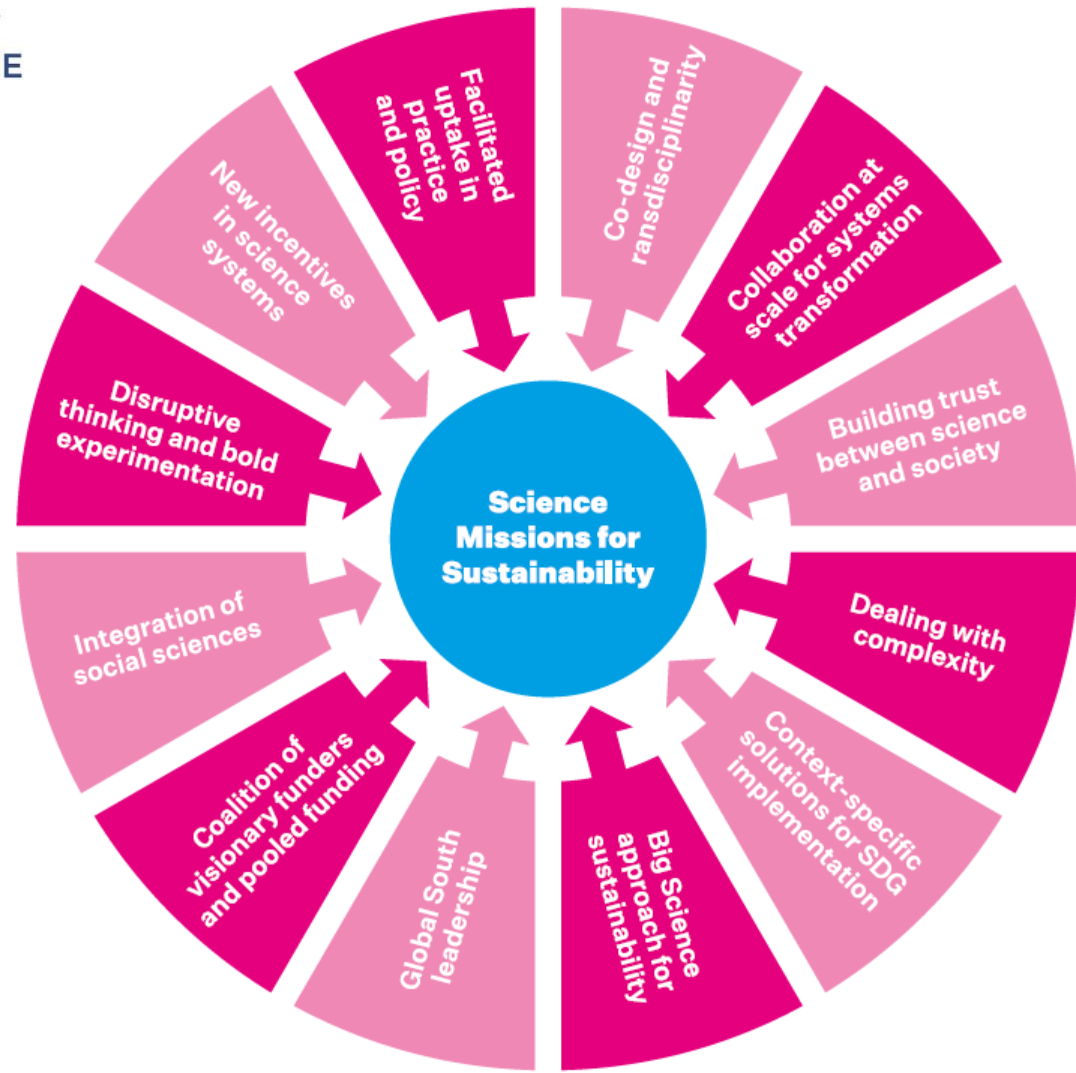 E
Facilitated
uptake in
practice
and policy
Co-design and
ransdisciplinarity
Collaboration at
scale for systems
transformation
Building trust
between science
and society
Dealing with
complexity
Context-specific
solutions for SDG
implementation
Big Science
approach for
sustainability
Global South
leadership
Coalition of
visionary funders
and pooled funding
Integration of
social sciences
Disruptive
thinking and bold
experimentation
New incentives
in science
systems
Science
Missions for
Sustainability